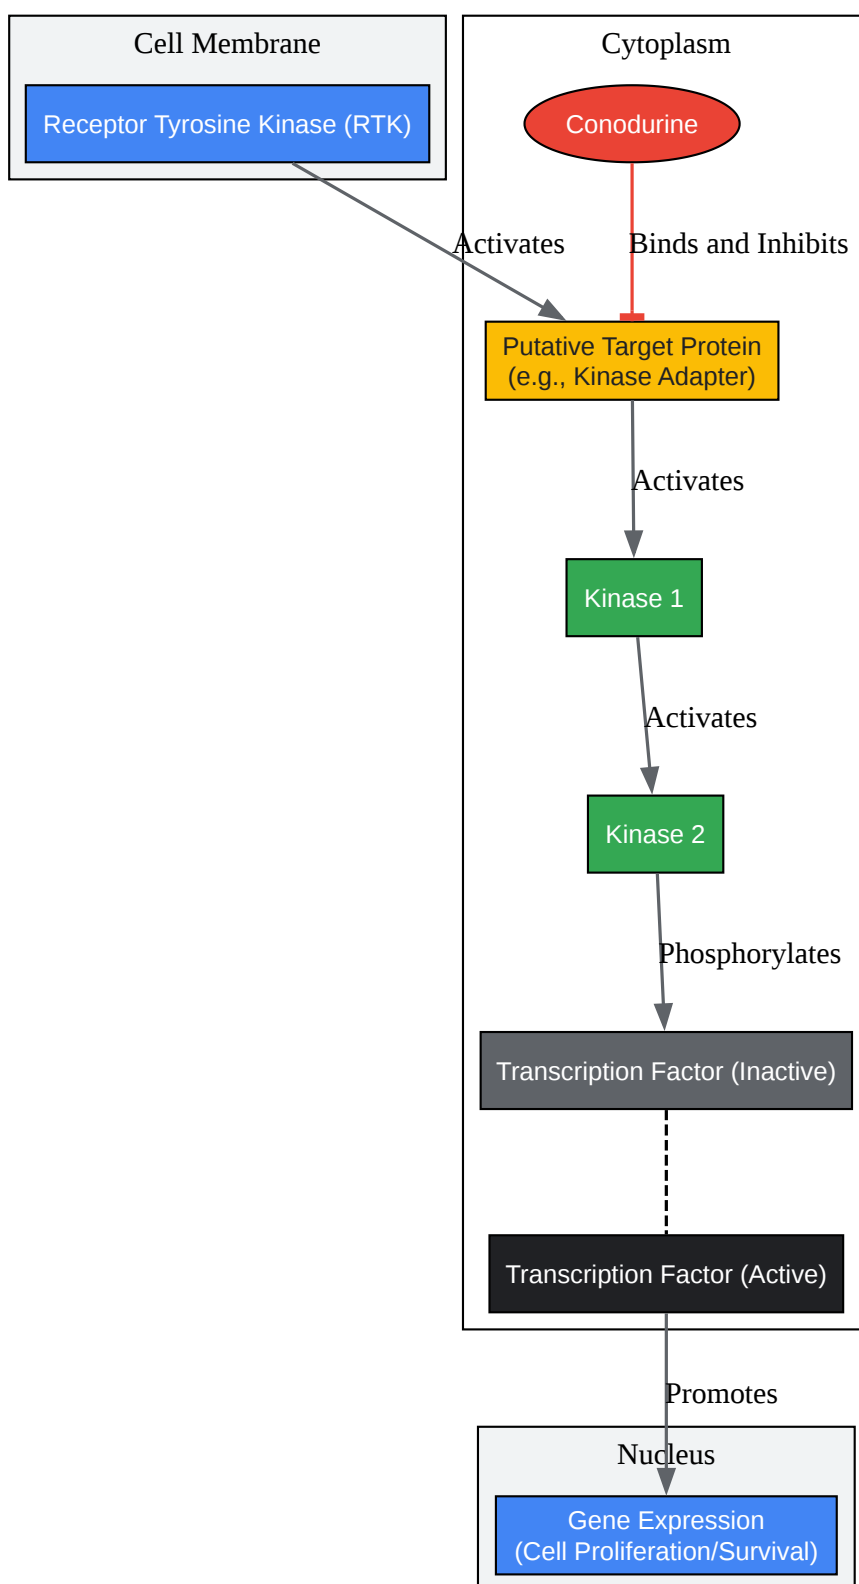 Cell Membrane
Cytoplasm
Receptor Tyrosine Kinase (RTK)
Conodurine
Activates
Binds and Inhibits
Putative Target Protein
(e.g., Kinase Adapter)
Activates
Kinase 1
Activates
Kinase 2
Phosphorylates
Transcription Factor (Inactive)
Transcription Factor (Active)
Promotes
Nucleus
Gene Expression
(Cell Proliferation/Survival)